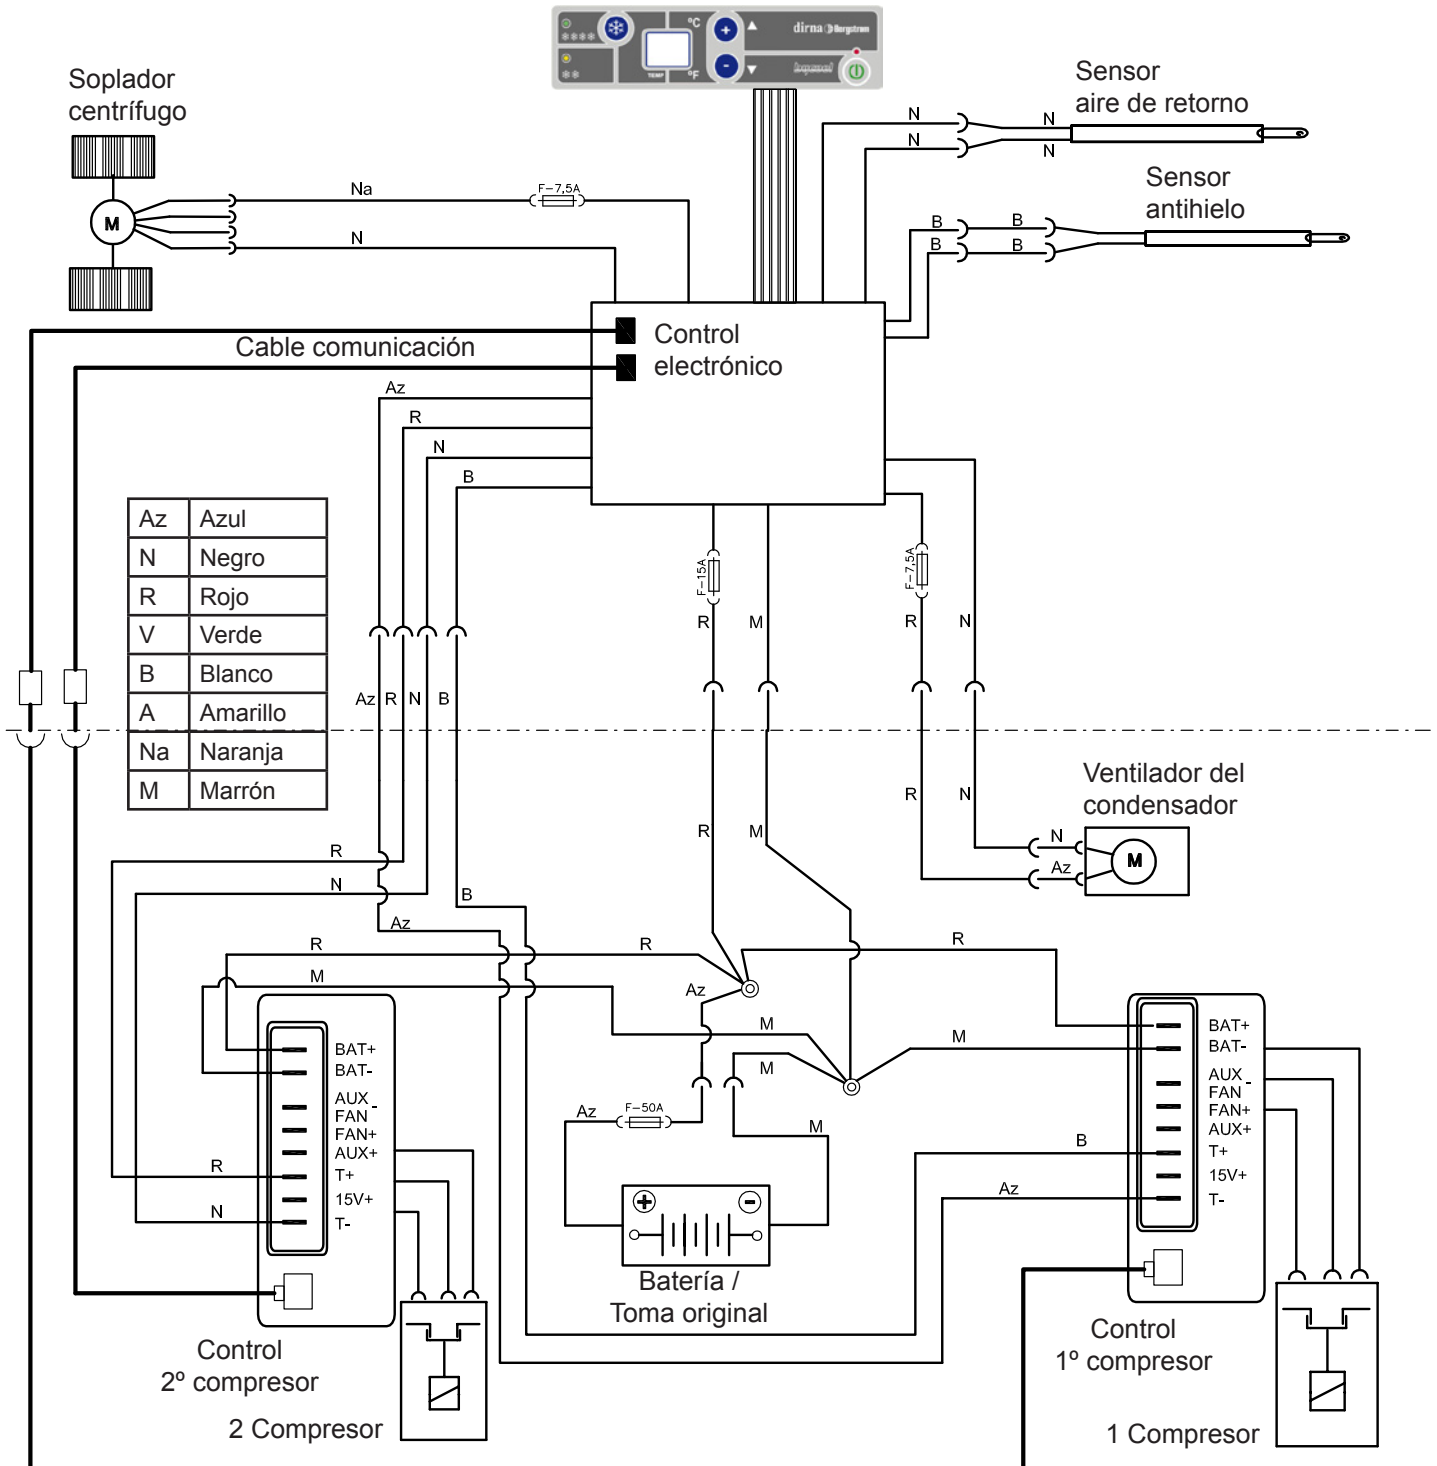 °C
dirna Bergstrom
TEMP
°F
Soplador
centrífugo
Sensor
aire de retorno
N
N
N
N
Sensor
antihielo
B
B
B
B
M
Na
F-7,5A
N
Control
electrónico
Cable comunicación
Az
R
N
B
Az Azul
N Negro
R Rojo
V Verde
B Blanco
A Amarillo
Na Naranja
M Marrón
F-15A
F-7,5A
R
M
R
N
Az
R
N
B
R
M
R
N
Ventilador del
condensador
N
Az
M
R
N
B
Az
R
R
R
M
Az
M
M
M
BAT+
BAT-
AUX -
FAN
FAN+
AUX+
T+
15V+
T-
R
N
Az
F-50A
M
B
Az
BAT+
BAT-
AUX -
FAN
FAN+
AUX+
T+
15V+
T-
+
-
Batería /
Toma original
Control
2º compresor
2 Compresor
Control
1º compresor
1 Compresor